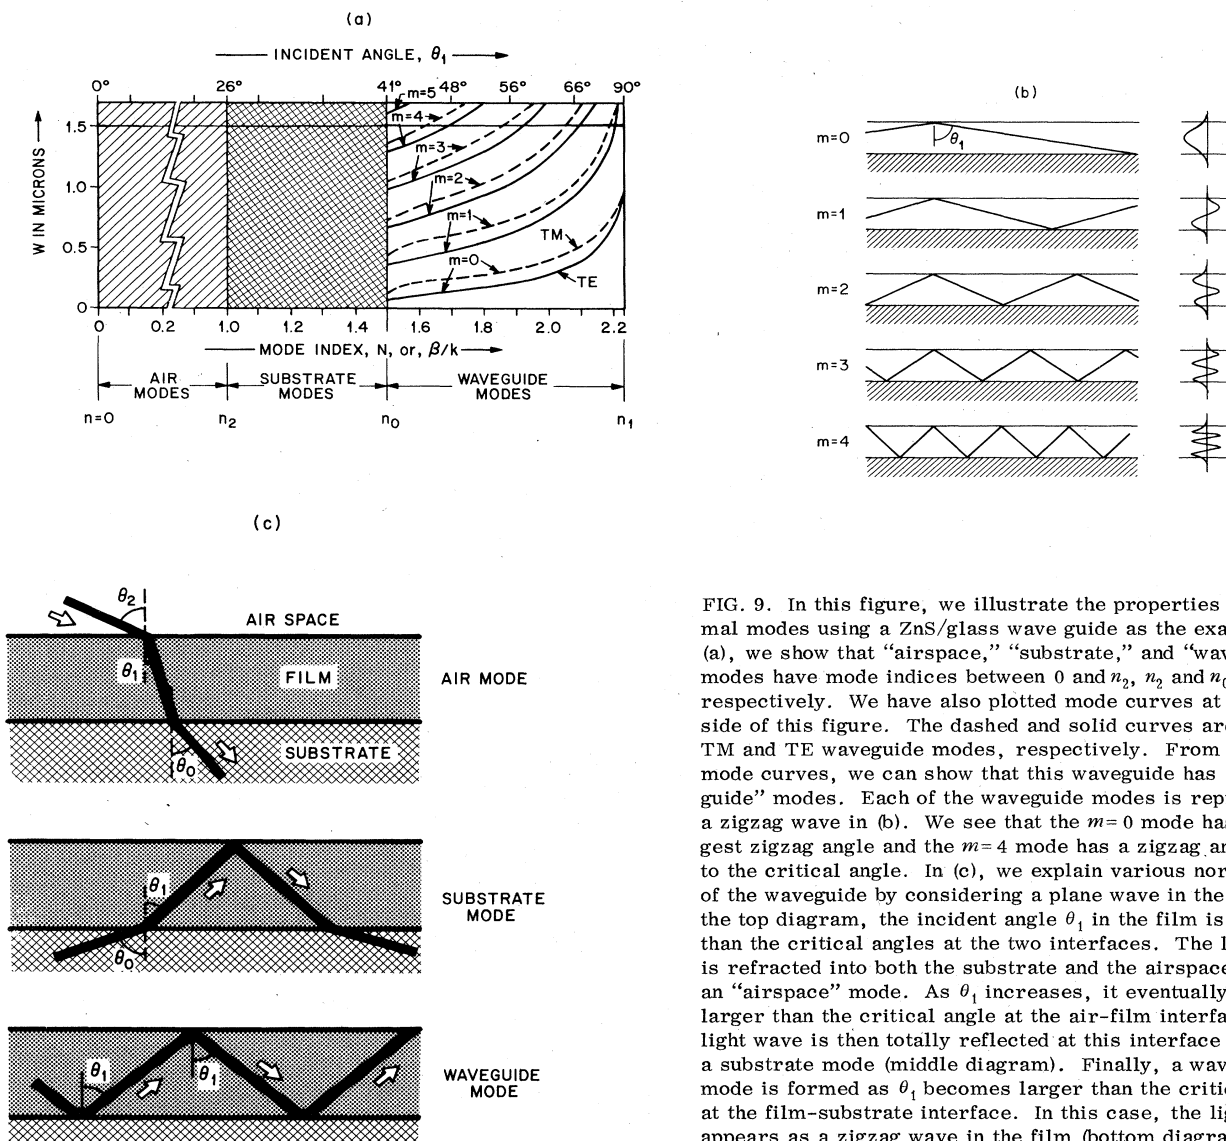 (a)
INCIDENT ANGLE, θ₁
0° 26° 41° 48° 56° 66° 90°
m=5
m=4
m=3
m=2
m=1
m=0
TM
TE
W IN MICRONS
1.5
1.0
0.5
0
0 0.2 1.0 1.2 1.4 1.6 1.8 2.0 2.2
MODE INDEX, N, or, β/k
AIR MODES
SUBSTRATE MODES
WAVEGUIDE MODES
n=0 n₂ n₀ n₁
(b)
m=0
θ₁
m=1
m=2
m=3
m=4
(c)
θ₂
AIR SPACE
θ₁
FILM
AIR MODE
SUBSTRATE
θ₀
θ₁
SUBSTRATE
MODE
θ₀
θ₁
θ₁
WAVEGUIDE
MODE
FIG. 9. In this figure, we illustrate the properties
mal modes using a ZnS/glass wave guide as the exa
(a), we show that “airspace,” “substrate,” and “wav
modes have mode indices between 0 and n₂, n₂ and n₀
respectively. We have also plotted mode curves at
side of this figure. The dashed and solid curves are
TM and TE waveguide modes, respectively. From
mode curves, we can show that this waveguide has
guide” modes. Each of the waveguide modes is rep
a zigzag wave in (b). We see that the m=0 mode has
gest zigzag angle and the m=4 mode has a zigzag an
to the critical angle. In (c), we explain various nor
of the waveguide by considering a plane wave in the
the top diagram, the incident angle θ₁ in the film is
than the critical angles at the two interfaces. The l
is refracted into both the substrate and the airspace
an “airspace” mode. As θ₁ increases, it eventually
larger than the critical angle at the air-film interfa
light wave is then totally reflected at this interface
a substrate mode (middle diagram). Finally, a wav
mode is formed as θ₁ becomes larger than the critic
at the film-substrate interface. In this case, the lig
appears as a zigzag wave in the film (bottom diagra